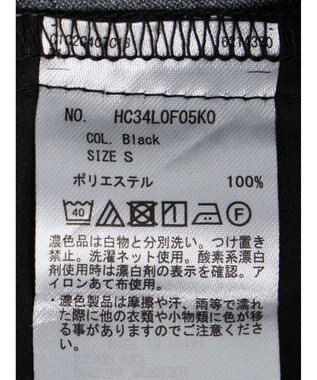 NO. HC34L0F05K0
COL. Black
SIZE S
ポリエステル 100%
40 F
濃色品は白物と分別洗い。つけ置き
禁止。洗濯ネット使用。酸素系漂白
剤使用時は漂白剤の表示を確認。ア
イロンあて布使用。
・濃色製品は摩擦や汗、雨等で濡れ
た際に他の衣類や小物類に色が移
る事がありますのでご注意くださ
い。